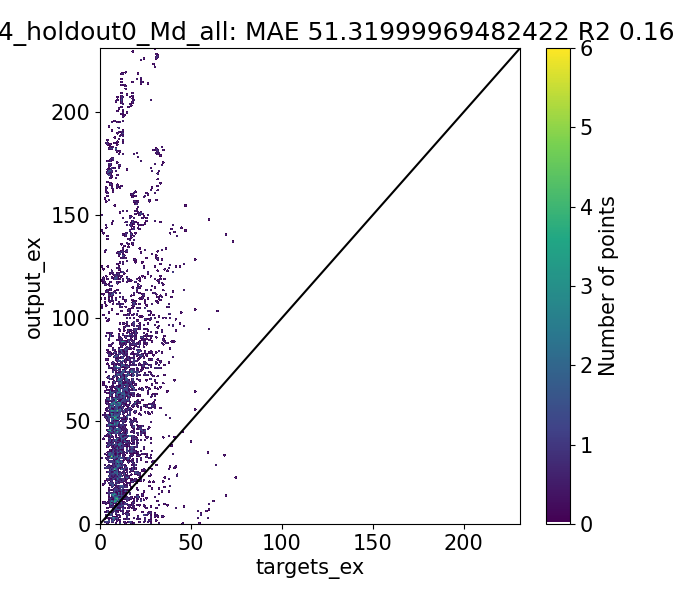 4_holdout0_Md_all: MAE 51.31999969482422 R2 0.16
200
150
100
50
0
output_ex
0 50 100 150 200
targets_ex
6
5
4
3
2
1
0
Number of points